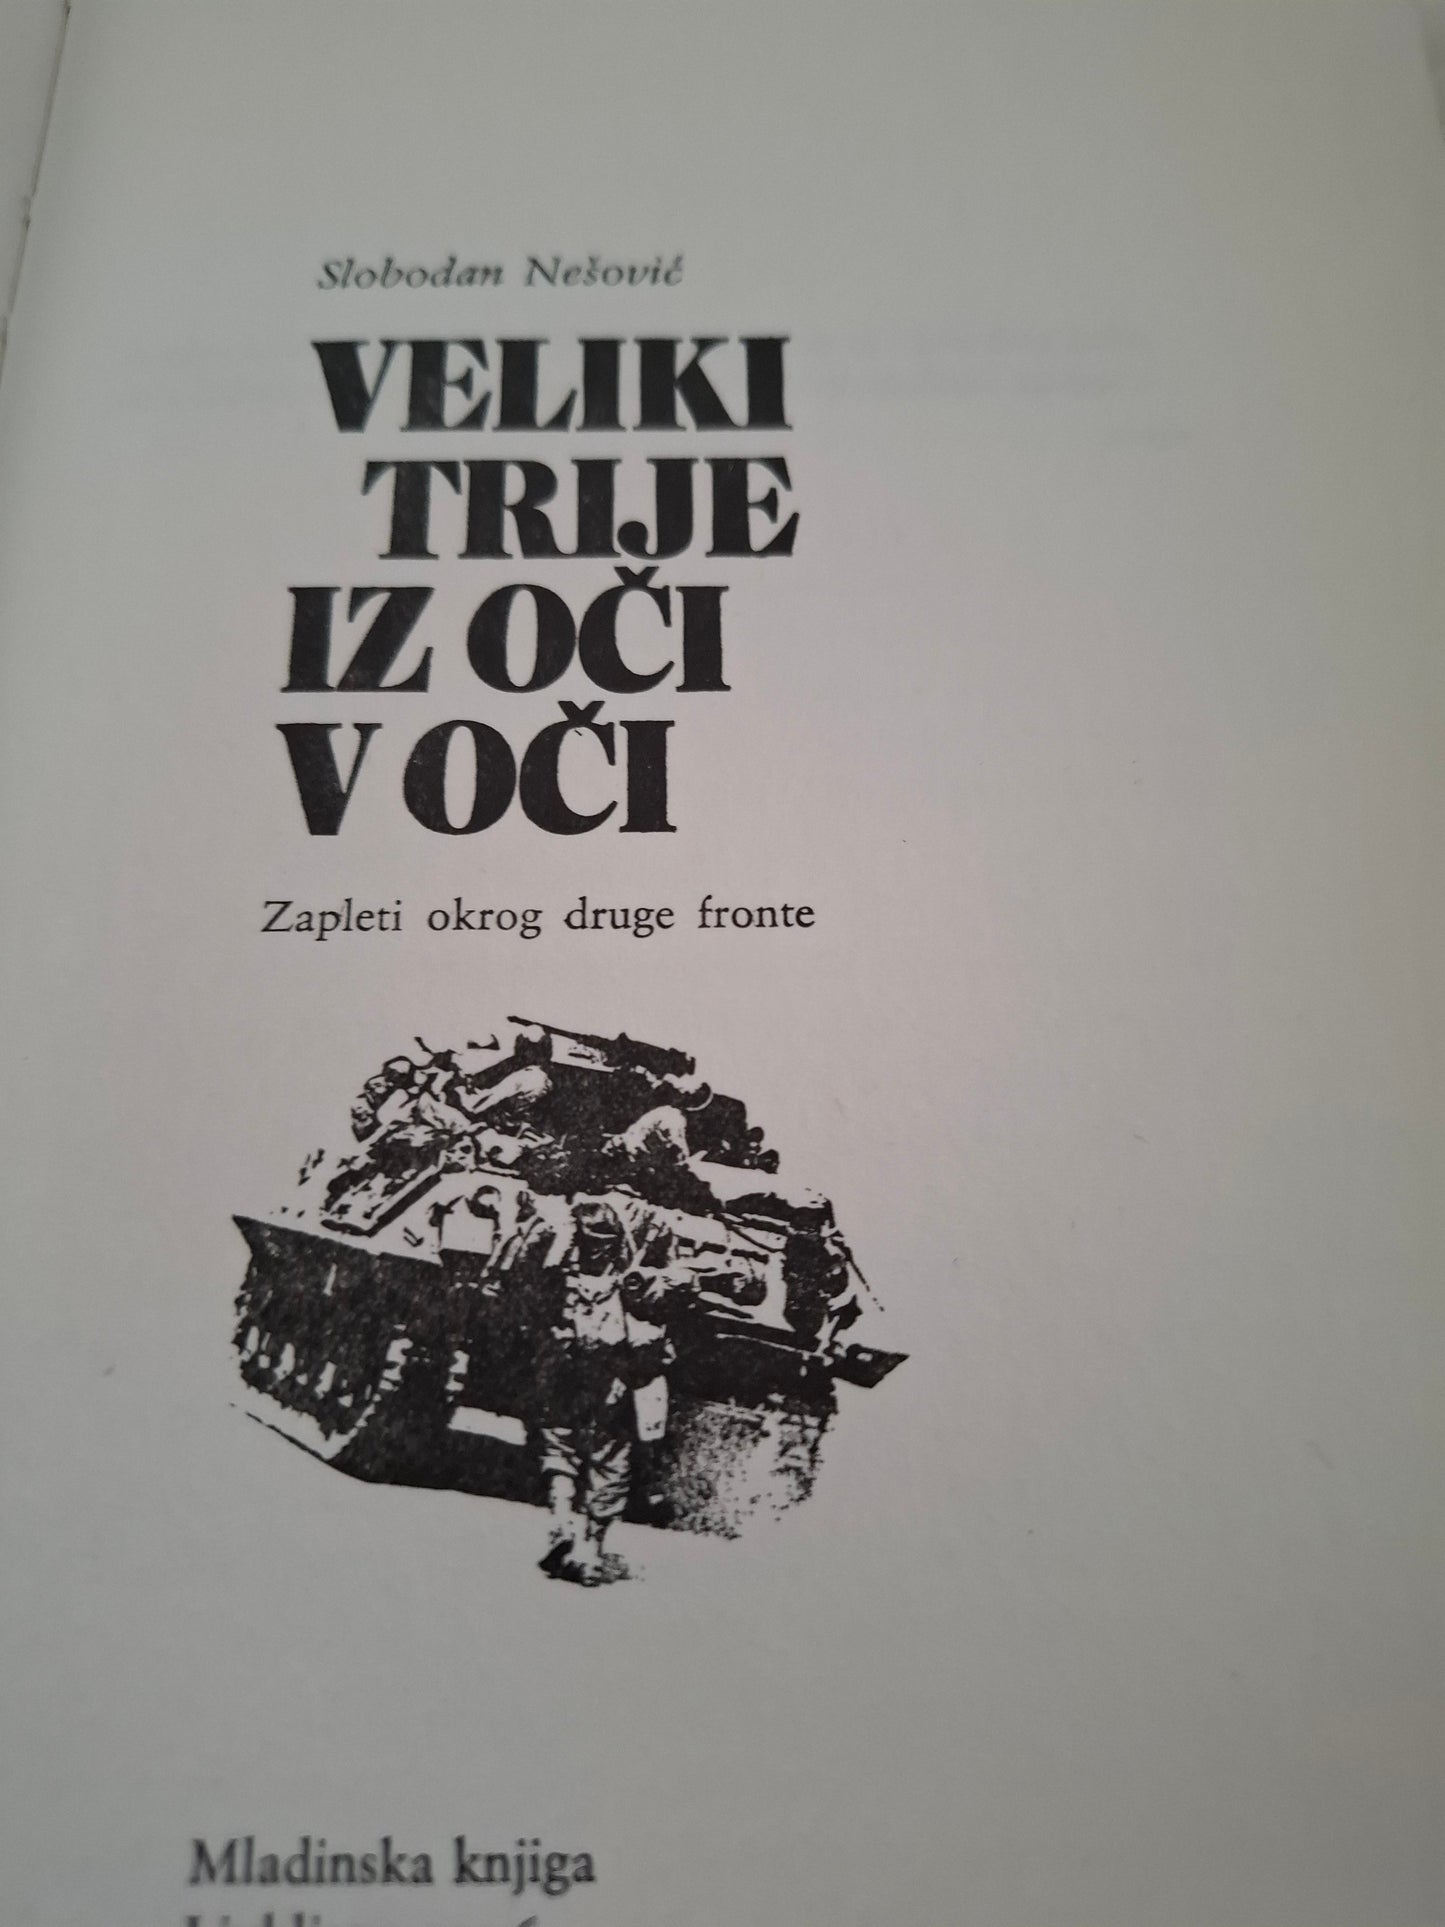 Slobodan Nešović
VELIKI
TRIJE
IZ OČI
V OČI
Zapleti okrog druge fronte
Mladinska knjiga